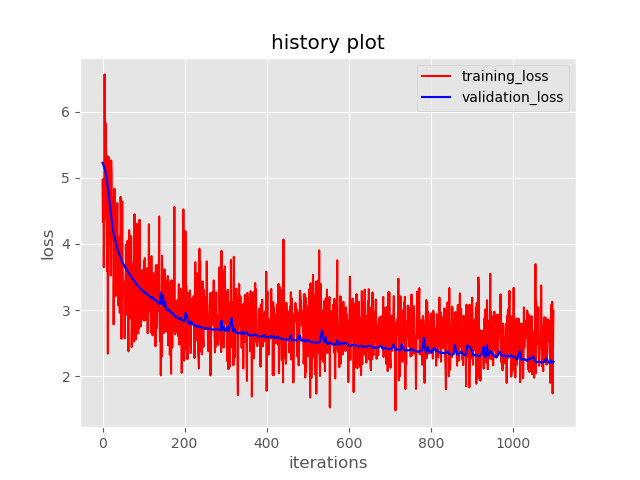 history plot
training_loss
validation_loss
6
5
4
3
2
loss
0 200 400 600 800 1000
iterations